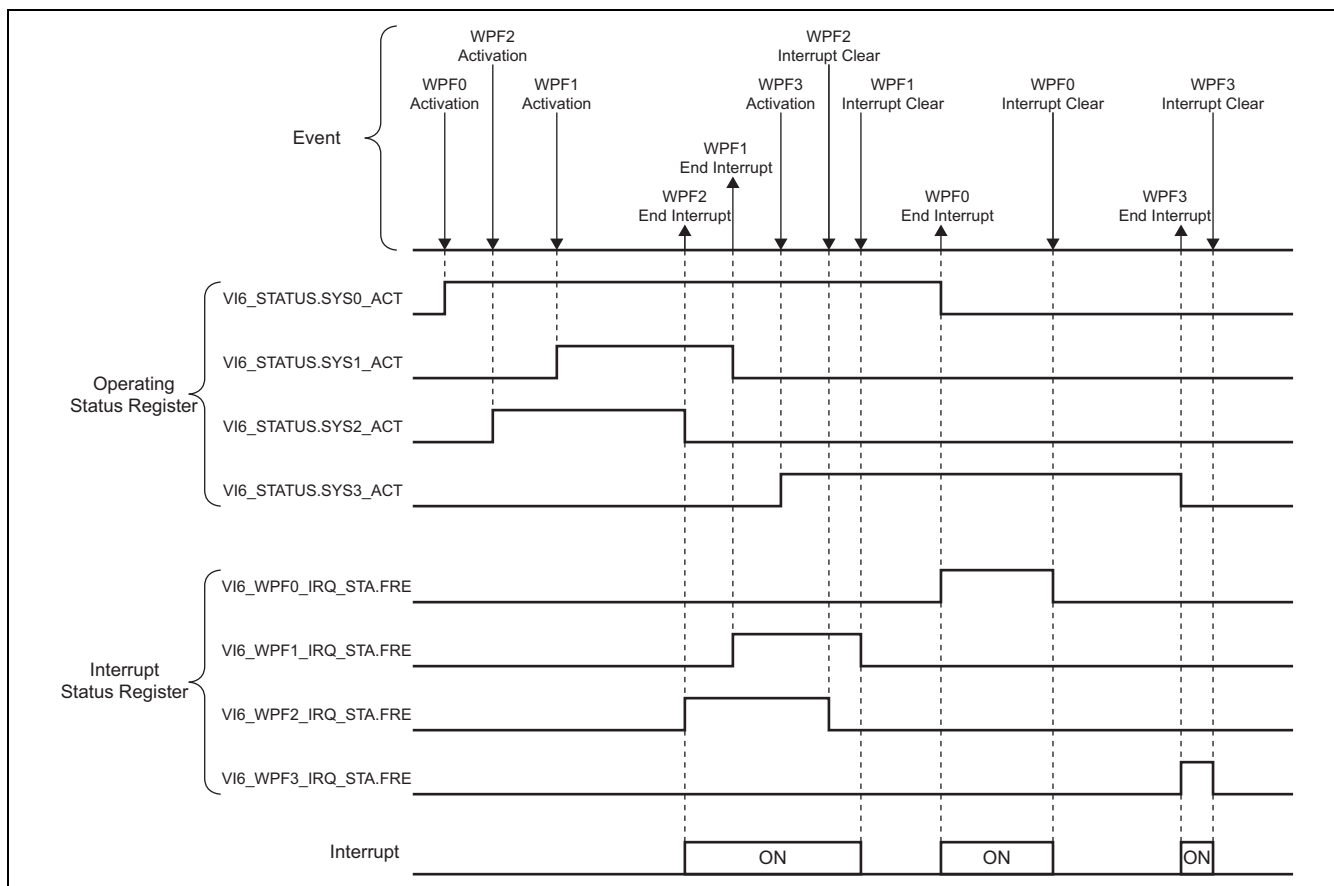 WPF2
Activation
WPF2
Interrupt Clear
WPF0
Activation
WPF1
Activation
WPF3
Activation
WPF1
Interrupt Clear
WPF0
Interrupt Clear
WPF3
Interrupt Clear
Event
WPF1
End Interrupt
WPF2
End Interrupt
WPF0
End Interrupt
WPF3
End Interrupt
Operating
Status Register
VI6_STATUS.SYS0_ACT
VI6_STATUS.SYS1_ACT
VI6_STATUS.SYS2_ACT
VI6_STATUS.SYS3_ACT
Interrupt
Status Register
VI6_WPF0_IRQ_STA.FRE
VI6_WPF1_IRQ_STA.FRE
VI6_WPF2_IRQ_STA.FRE
VI6_WPF3_IRQ_STA.FRE
Interrupt
ON
ON
ON